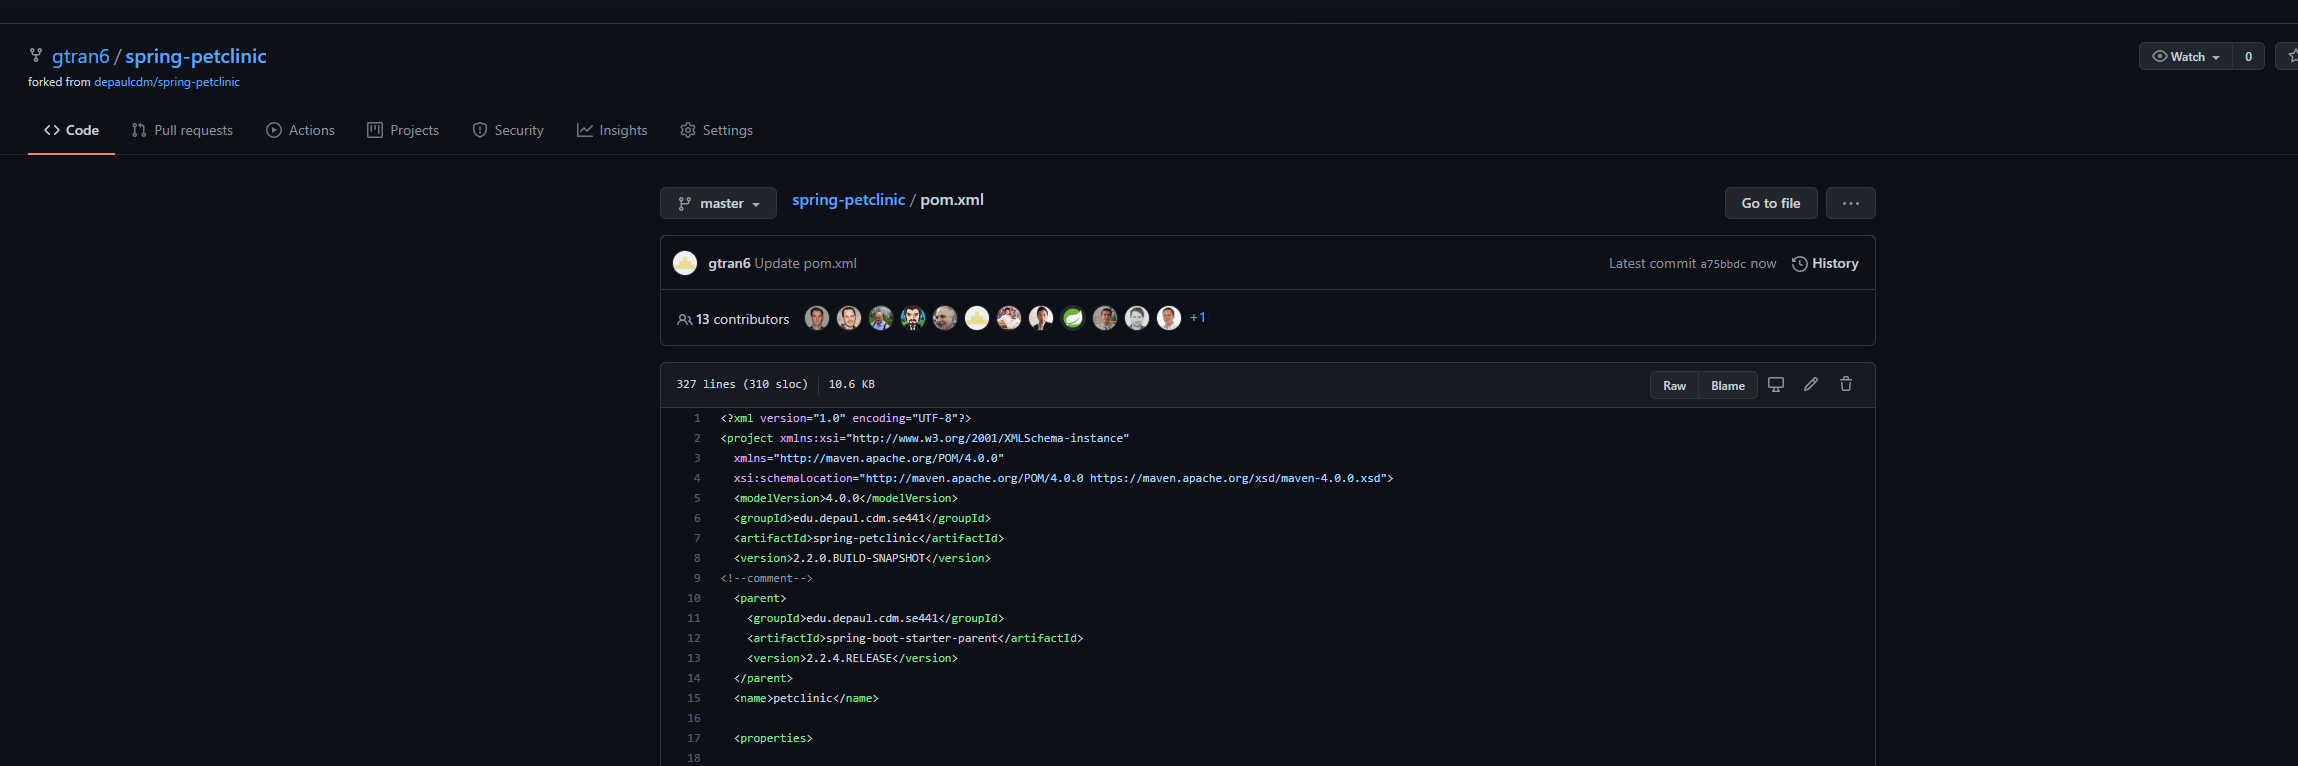 gtran6 / spring-petclinic
forked from depaulcdm/spring-petclinic
Watch 0
Code Pull requests Actions Projects Security Insights Settings
master spring-petclinic / pom.xml Go to file ...
gtran6 Update pom.xml Latest commit a75bbdc now History
13 contributors +1
327 lines (310 sloc) 10.6 KB Raw Blame
1 <?xml version="1.0" encoding="UTF-8"?>
2 <project xmlns:xsi="http://www.w3.org/2001/XMLSchema-instance"
3 xmlns="http://maven.apache.org/POM/4.0.0"
4 xsi:schemaLocation="http://maven.apache.org/POM/4.0.0 https://maven.apache.org/xsd/maven-4.0.0.xsd">
5 <modelVersion>4.0.0</modelVersion>
6 <groupId>edu.depaul.cdm.se441</groupId>
7 <artifactId>spring-petclinic</artifactId>
8 <version>2.2.0.BUILD-SNAPSHOT</version>
9 <!--comment-->
10 <parent>
11 <groupId>edu.depaul.cdm.se441</groupId>
12 <artifactId>spring-boot-starter-parent</artifactId>
13 <version>2.2.4.RELEASE</version>
14 </parent>
15 <name>petclinic</name>
16
17 <properties>
18